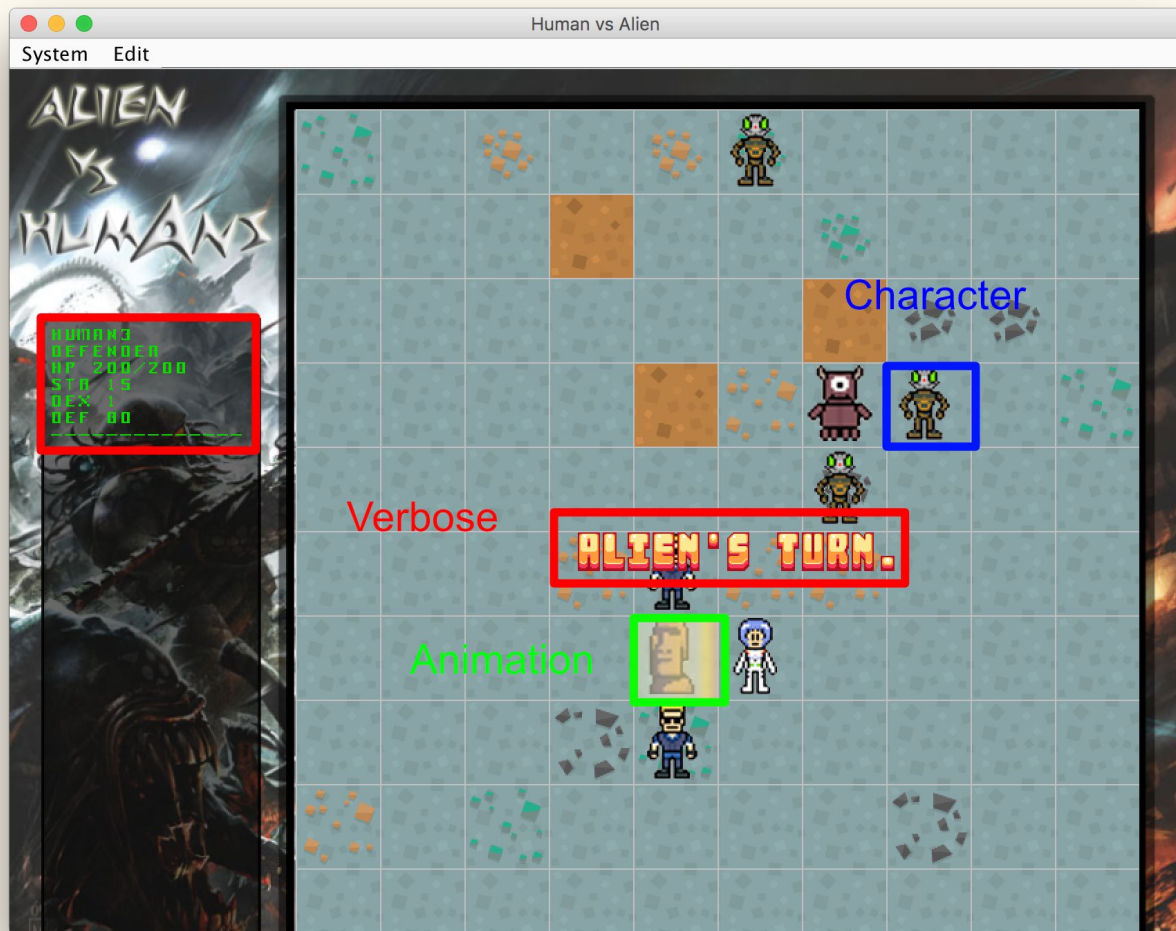 Human vs Alien
System Edit
ALIEN
VS
HUMANS
Character
HUMAN3
DEFENDER
HP 200/200
STA 15
DEX 1
DEF 80
--------------
Verbose
ALIEN'S TURN.
Animation